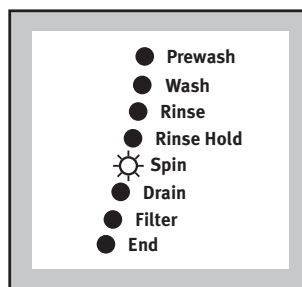 Prewash
Wash
Rinse
Rinse Hold
Spin
Drain
Filter
End